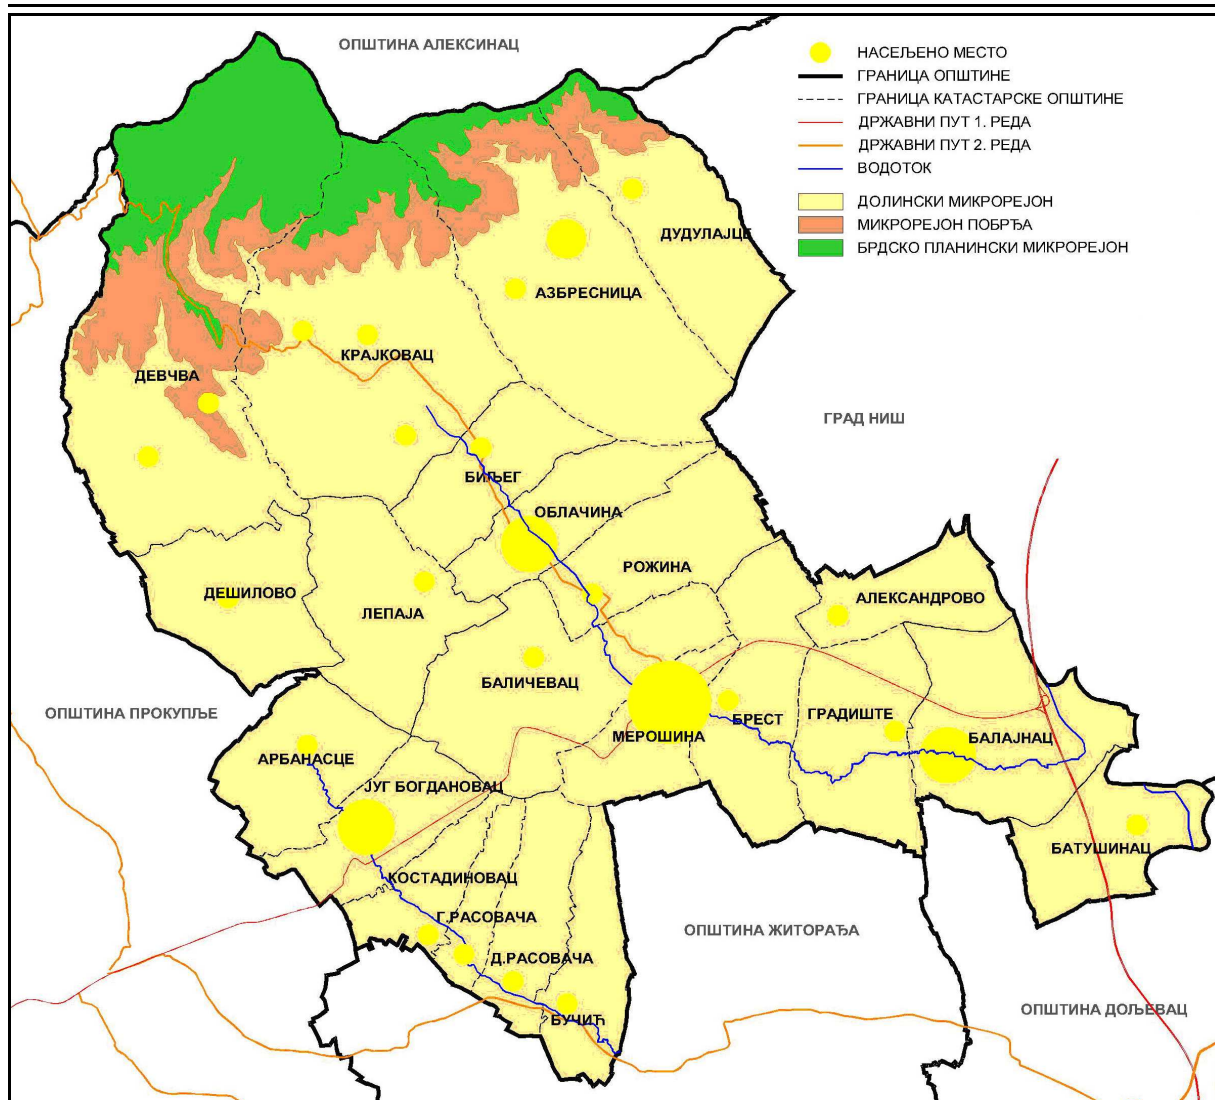 ОПШТИНА АЛЕКСИНАЦ
НАСЕЉЕНО МЕСТО
ГРАНИЦА ОПШТИНЕ
ГРАНИЦА КАТАСТАРСКЕ ОПШТИНЕ
ДРЖАВНИ ПУТ 1. РЕДА
ДРЖАВНИ ПУТ 2. РЕДА
ВОДОТОК
ДОЛИНСКИ МИКРОРЕЈОН
МИКРОРЕЈОН ПОБРЂА
БРДСКО ПЛАНИНСКИ МИКРОРЕЈОН
ДУДУЛАЈЦЕ
АЗБРЕСНИЦА
КРАЈКОВАЦ
ДЕВЧВА
ГРАД НИШ
БИЉЕГ
ОБЛАЧИНА
РОЖИНА
ДЕШИЛОВО
ЛЕПАЈА
АЛЕКСАНДРОВО
БАЛИЧЕВАЦ
ОПШТИНА ПРОКУПЉЕ
БРЕСТ
ГРАДИШТЕ
МЕРОШИНА
БАЛАЈНАЦ
АРБАНАСЦЕ
ЈУГ БОГДАНОВАЦ
БАТУШИНАЦ
КОСТАДИНОВАЦ
Г.РАСОВАЧА
ОПШТИНА ЖИТОРАЂА
Д.РАСОВАЧА
ОПШТИНА ДОЉЕВАЦ
БУЧИЋ